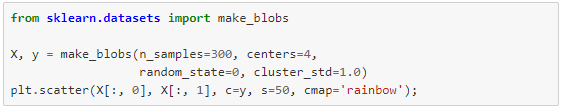 from sklearn.datasets import make_blobs

X, y = make_blobs(n_samples=300, centers=4,
                  random_state=0, cluster_std=1.0)
plt.scatter(X[:, 0], X[:, 1], c=y, s=50, cmap='rainbow');